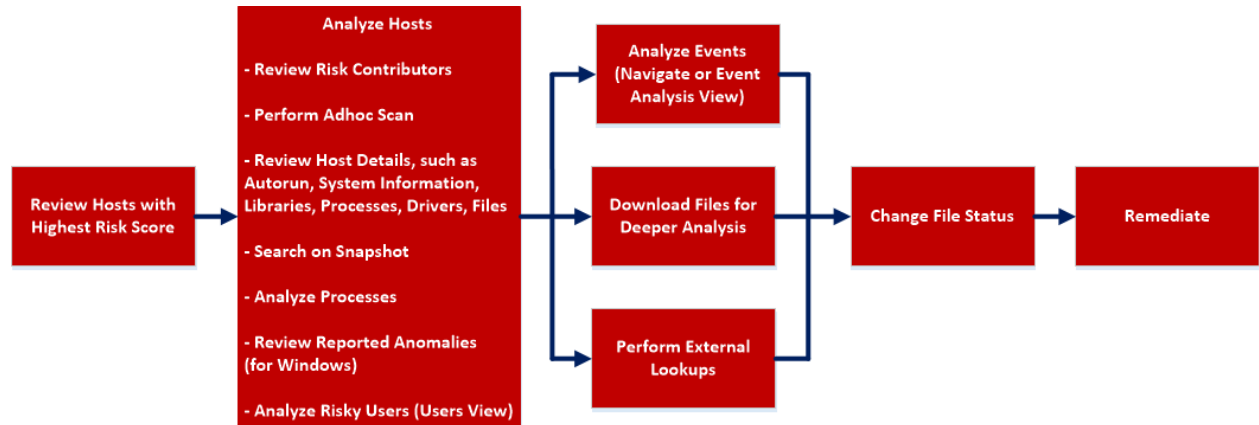 Review Hosts with
Highest Risk Score
Analyze Hosts
- Review Risk Contributors
- Perform Adhoc Scan
- Review Host Details, such as
Autorun, System Information,
Libraries, Processes, Drivers, Files
- Search on Snapshot
- Analyze Processes
- Review Reported Anomalies
(for Windows)
- Analyze Risky Users (Users View)
Analyze Events
(Navigate or Event
Analysis View)
Download Files for
Deeper Analysis
Perform External
Lookups
Change File Status
Remediate